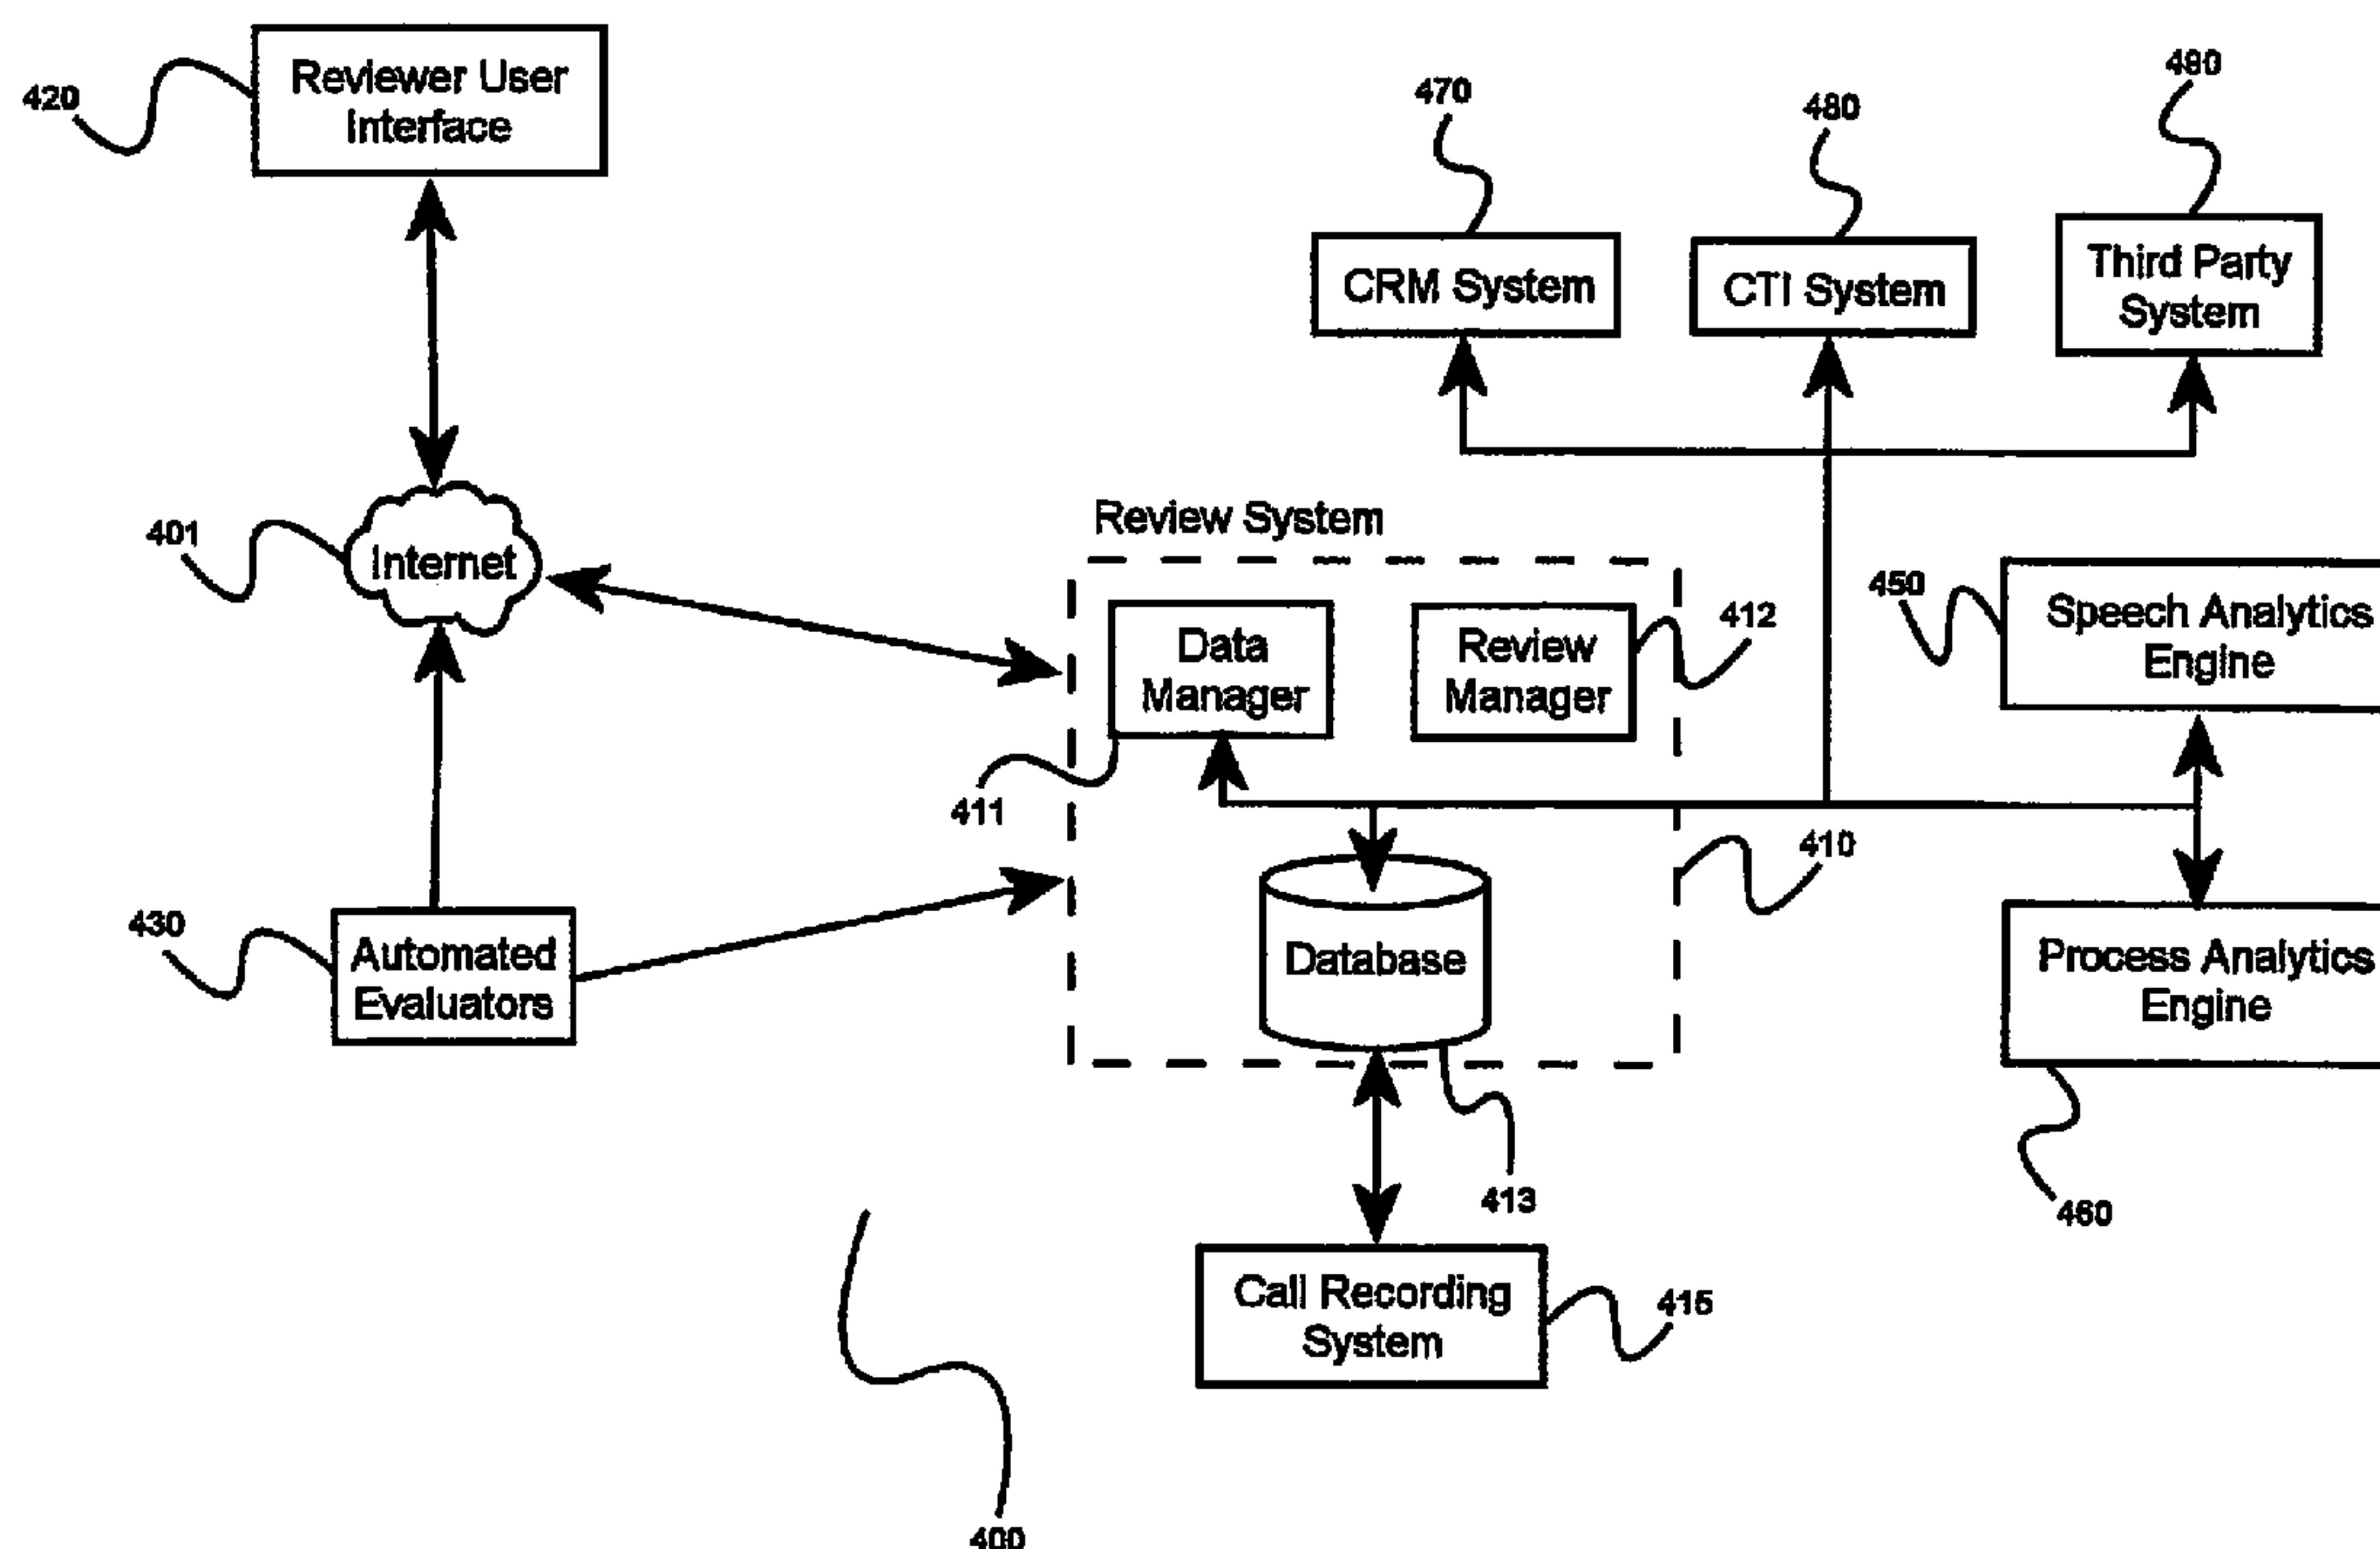 420
Reviewer User
Interface
470
480
480
CRM System
CTI System
Third Party
System
401
Internet
Review System
Data
Manager
Review
Manager
412
450
Speech Analytics
Engine
411
410
430
Automated
Evaluators
Database
Process Analytics
Engine
413
460
Call Recording
System
415
400